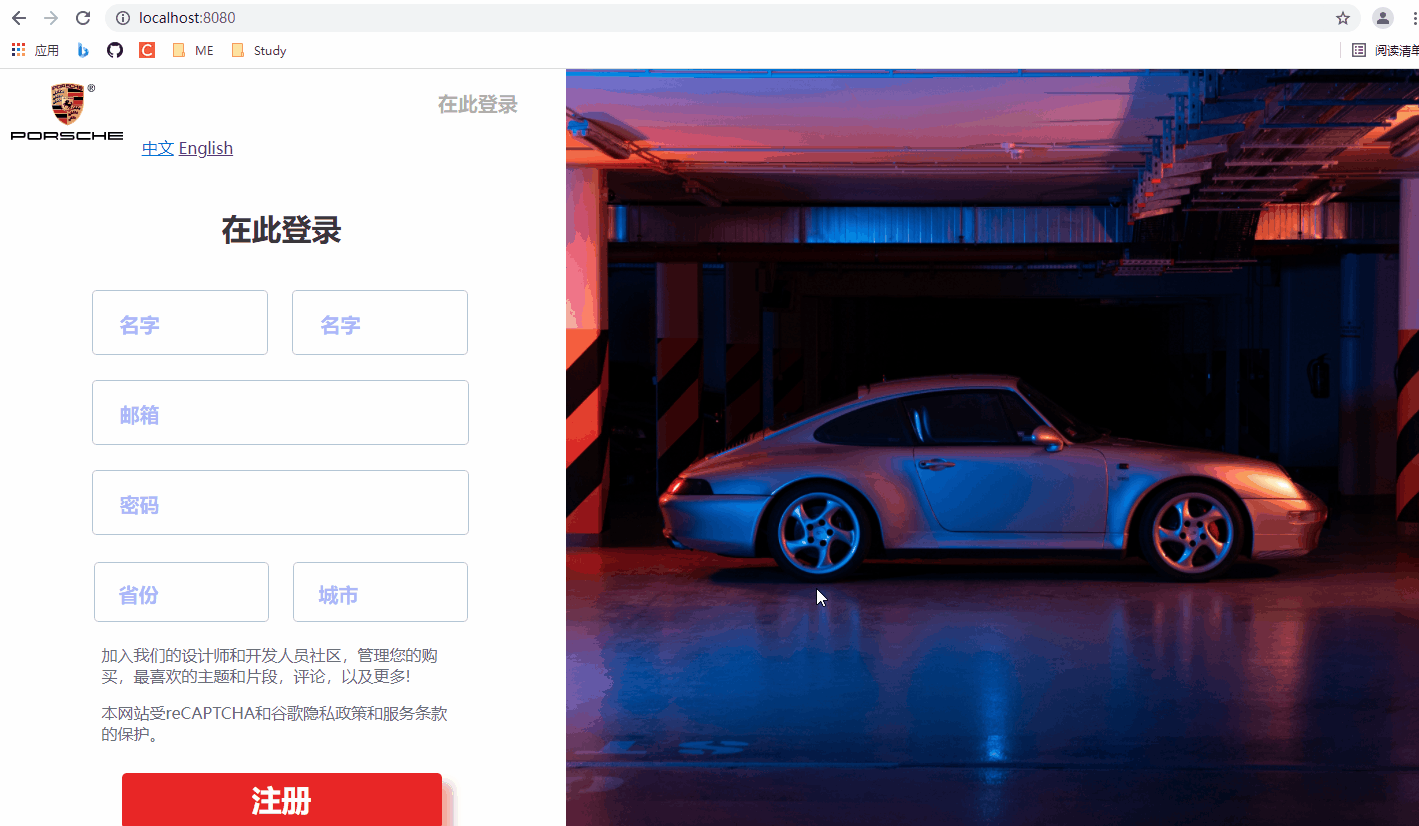 localhost:8080
应用 ME Study 阅读清单
®
PORSCHE
在此登录
中文 English
在此登录
名字 名字
邮箱
密码
省份 城市
加入我们的设计师和开发人员社区，管理您的购
买，最喜欢的主题和片段，评论，以及更多!
本网站受reCAPTCHA和谷歌隐私政策和服务条款
的保护。
注册